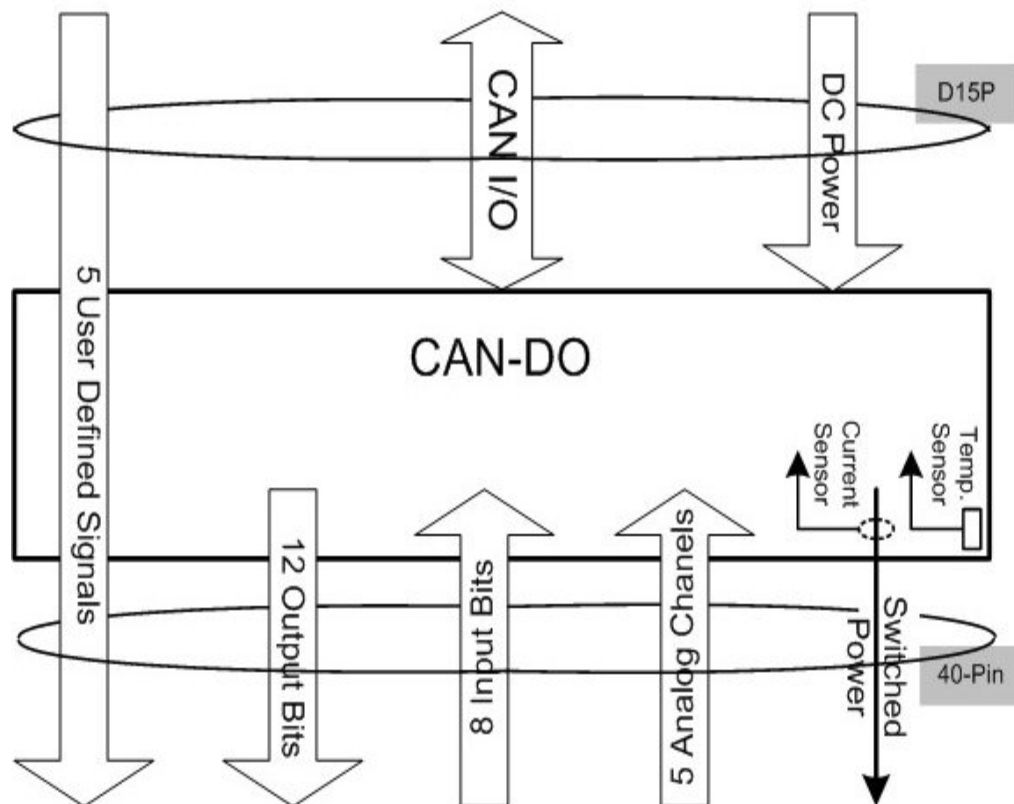 D15P
CAN I/O
DC Power
5 User Defined Signals
CAN-DO
Current
Sensor
Temp.
Sensor
12 Output Bits
8 Input Bits
5 Analog Chanels
Switched
Power
40-Pin